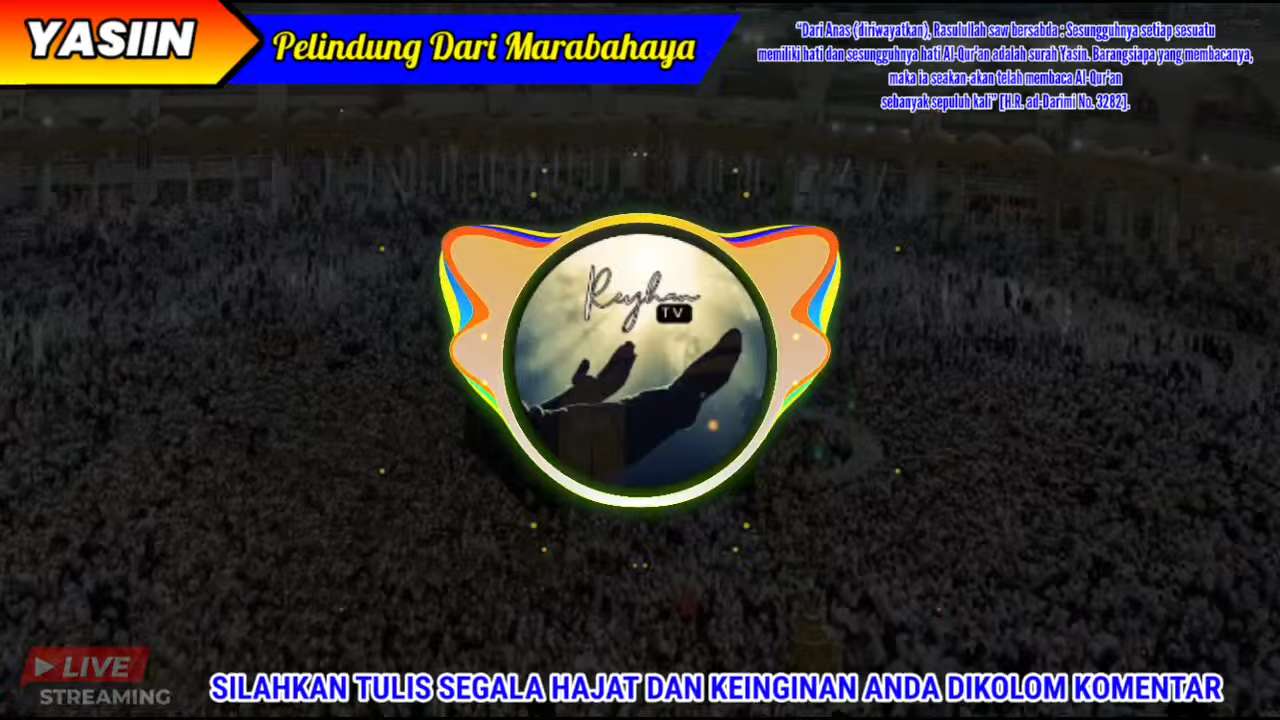 YASIIN
Pelindung Dari Marabahaya
"Dari Anas (diriwayatkan), Rasulullah saw bersabda : Sesungguhnya setiap sesuatu
memiliki hati dan sesungguhnya hati Al-Qur'an adalah surah Yasin. Barangsiapa yang membacanya,
maka ia seakan-akan telah membaca Al-Qur'an
sebanyak sepuluh kali" [H.R. ad-Darimi No. 3282].
Reyhan
TV
LIVE
STREAMING
SILAHKAN TULIS SEGALA HAJAT DAN KEINGINAN ANDA DIKOLOM KOMENTAR